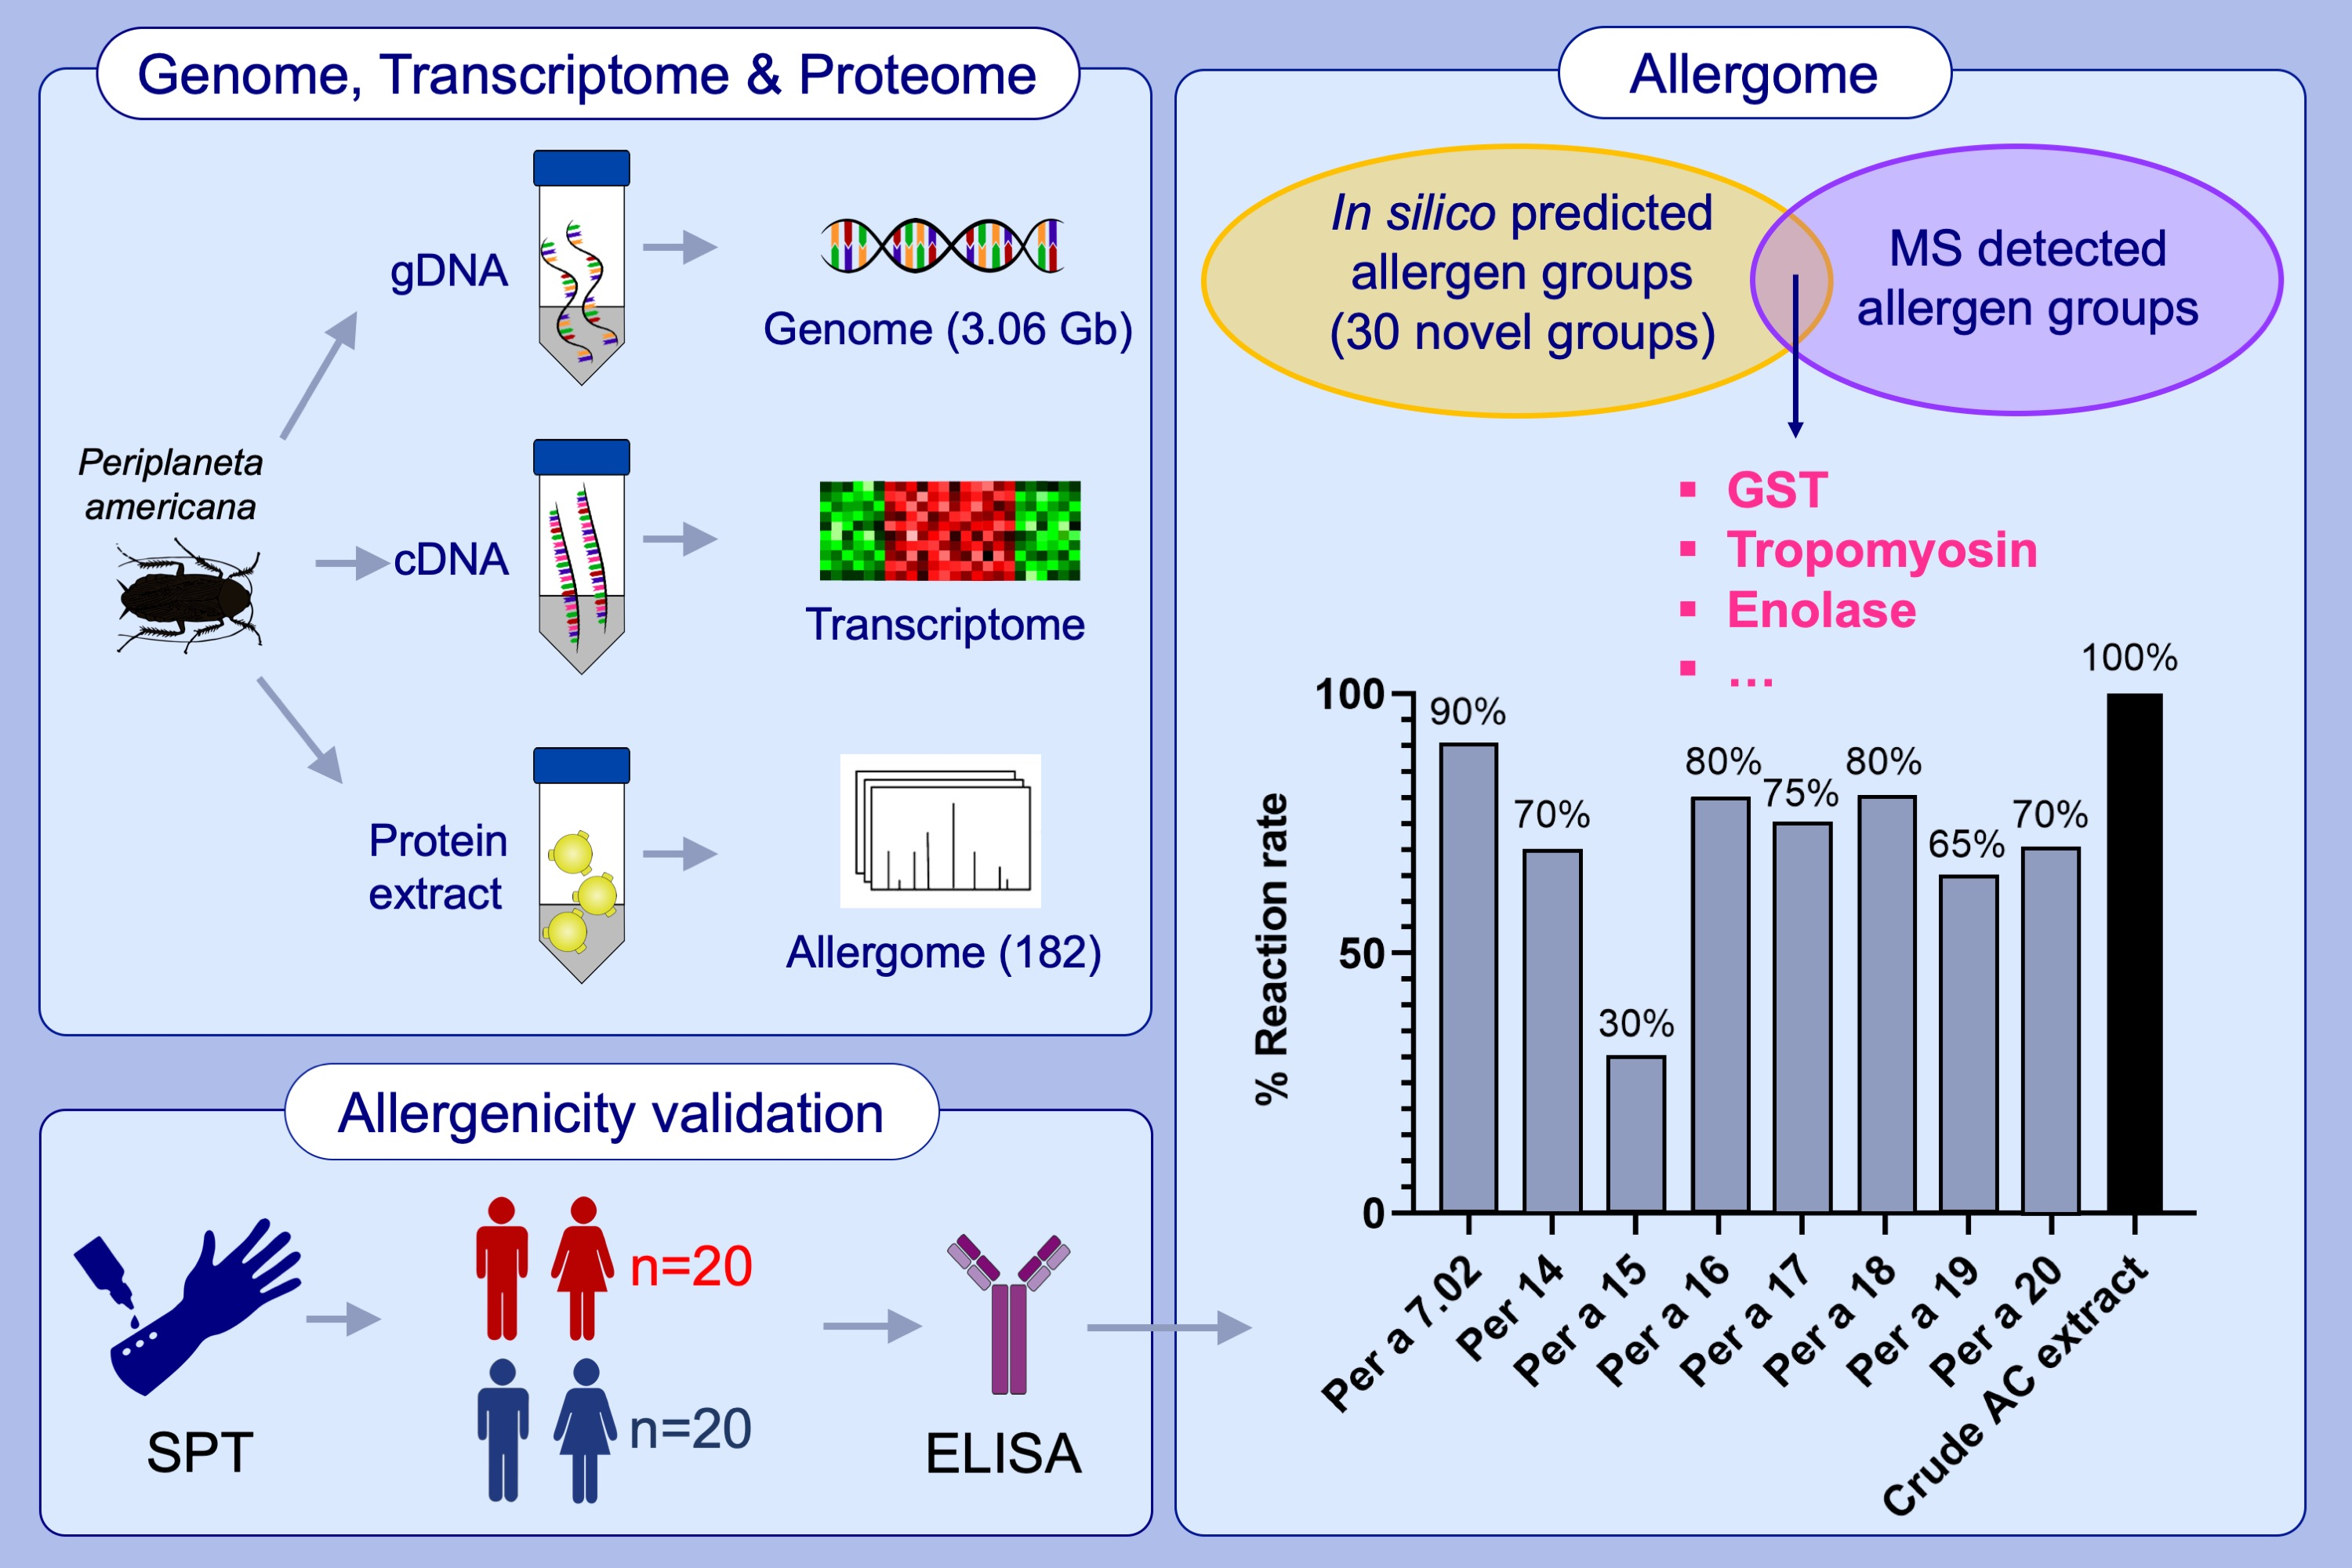 Genome, Transcriptome & Proteome
gDNA
Genome (3.06 Gb)
Periplaneta
americana
cDNA
Transcriptome
Protein
extract
Allergome (182)
Allergenicity validation
SPT
n=20
n=20
ELISA
Allergome
In silico predicted
allergen groups
(30 novel groups)
MS detected
allergen groups
▪ GST
▪ Tropomyosin
▪ Enolase
▪ ...
% Reaction rate
100
50
0
90%
70%
30%
80%
75%
80%
65%
70%
100%
Per a 7.02
Per 14
Per a 15
Per a 16
Per a 17
Per a 18
Per a 19
Per a 20
Crude AC extract